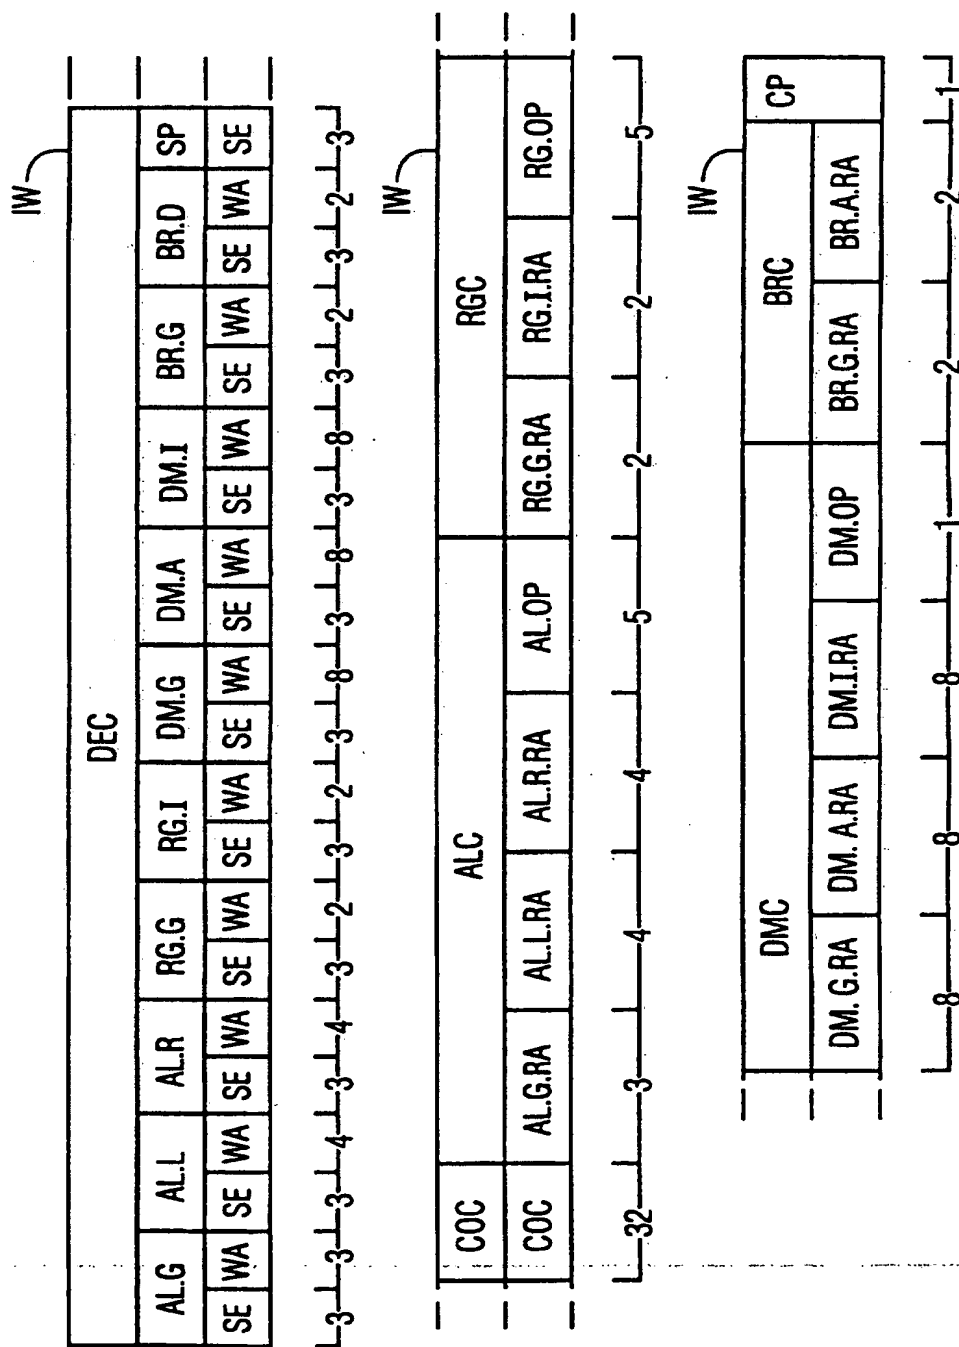 IW
DEC
AL.G AL.L AL.R RG.G RG.I DM.G DM.A DM.I BR.G BR.D SP
SE WA SE WA SE WA SE WA SE WA SE WA SE WA SE WA SE WA SE WA SE
3 3 3 4 3 4 3 2 3 2 3 8 3 8 3 8 3 2 3 2 3
IW
COC ALC RGC
COC AL.G.RA AL.L.RA AL.R.RA AL.OP RG.G.RA RG.I.RA RG.OP
32 3 4 4 5 2 2 5
IW
DMC BRC CP
DM. G.RA DM. A.RA DM.I.RA DM.OP BR.G.RA BR.A.RA
8 8 8 1 2 2 1